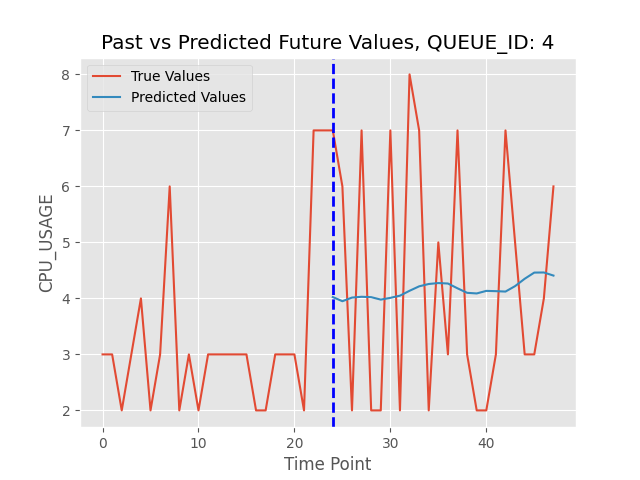 Past vs Predicted Future Values, QUEUE_ID: 4
True Values
Predicted Values
8
7
6
5
4
3
2
CPU_USAGE
0 10 20 30 40
Time Point